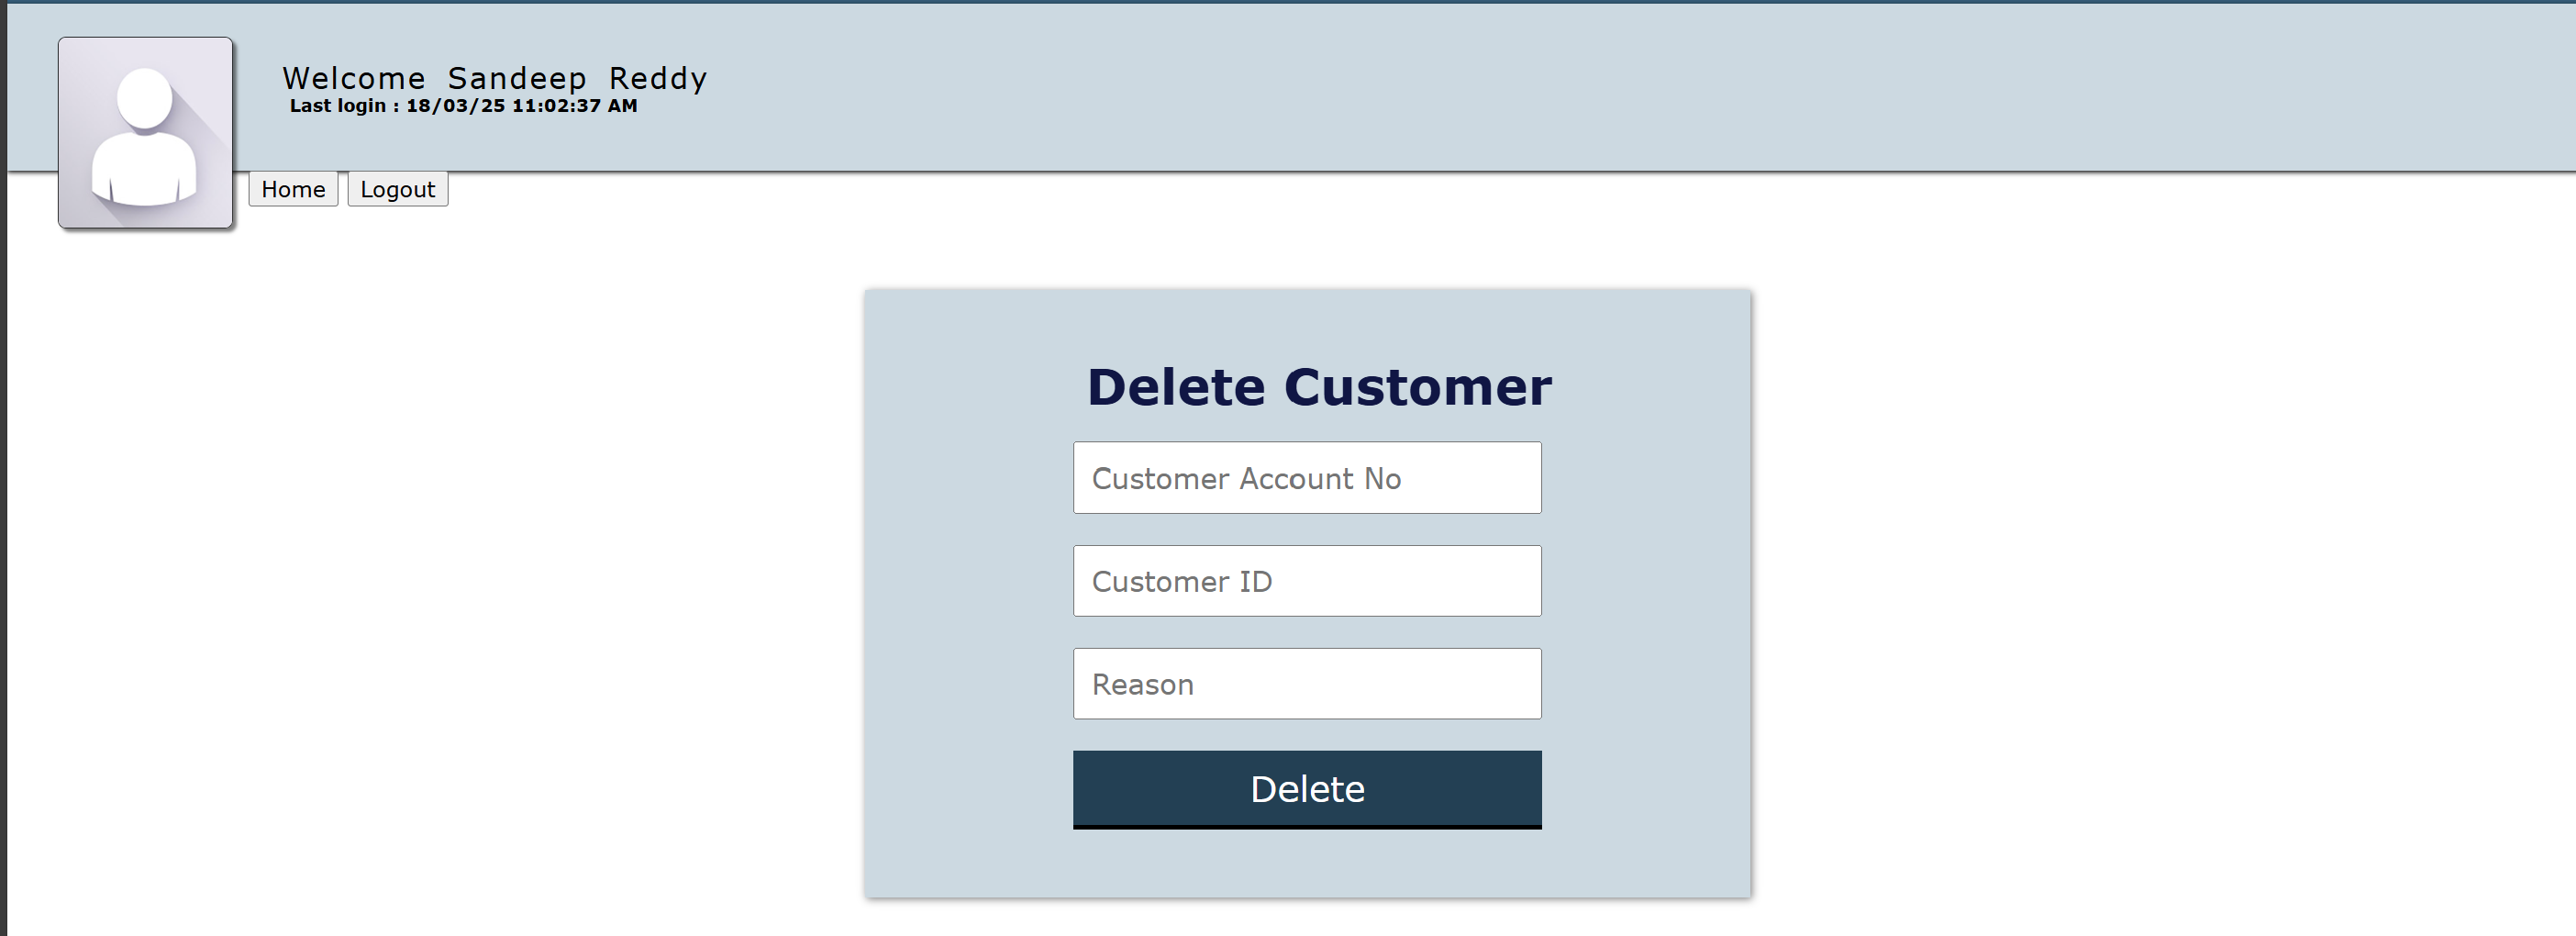 Welcome Sandeep Reddy
Last login : 18/03/25 11:02:37 AM
Home Logout
Delete Customer
Customer Account No
Customer ID
Reason
Delete